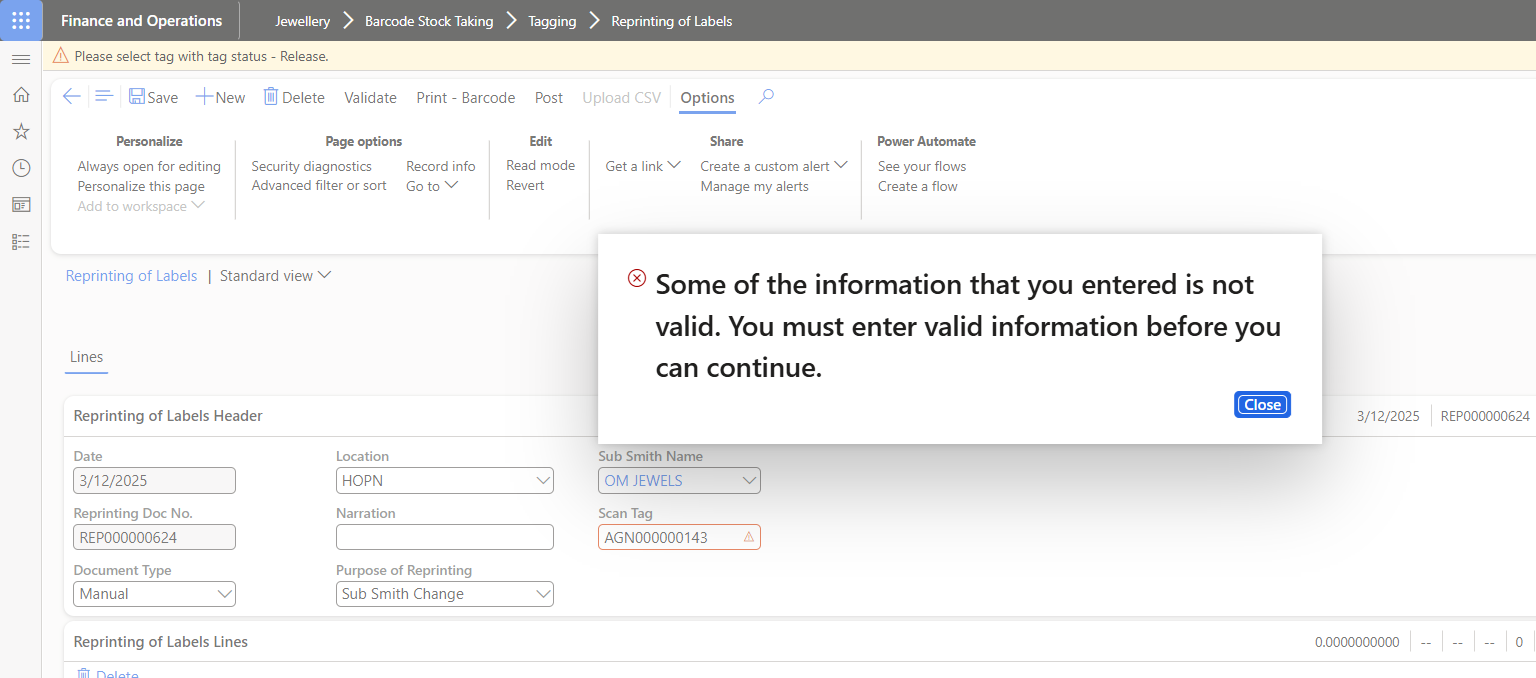 Finance and Operations
Jewellery > Barcode Stock Taking > Tagging > Reprinting of Labels
Please select tag with tag status - Release.
Save New Delete Validate Print - Barcode Post Upload CSV Options
Personalize
Always open for editing
Personalize this page
Add to workspace
Page options
Security diagnostics
Advanced filter or sort
Record info
Go to
Edit
Read mode
Revert
Share
Get a link
Create a custom alert
Manage my alerts
Power Automate
See your flows
Create a flow
Reprinting of Labels | Standard view
Some of the information that you entered is not
valid. You must enter valid information before you
can continue.
Close
Lines
Reprinting of Labels Header 3/12/2025 REP000000624
Date
3/12/2025
Location
HOPN
Sub Smith Name
OM JEWELS
Reprinting Doc No.
REP000000624
Narration
Scan Tag
AGN000000143
Document Type
Manual
Purpose of Reprinting
Sub Smith Change
Reprinting of Labels Lines 0.0000000000 -- -- -- 0
Delete